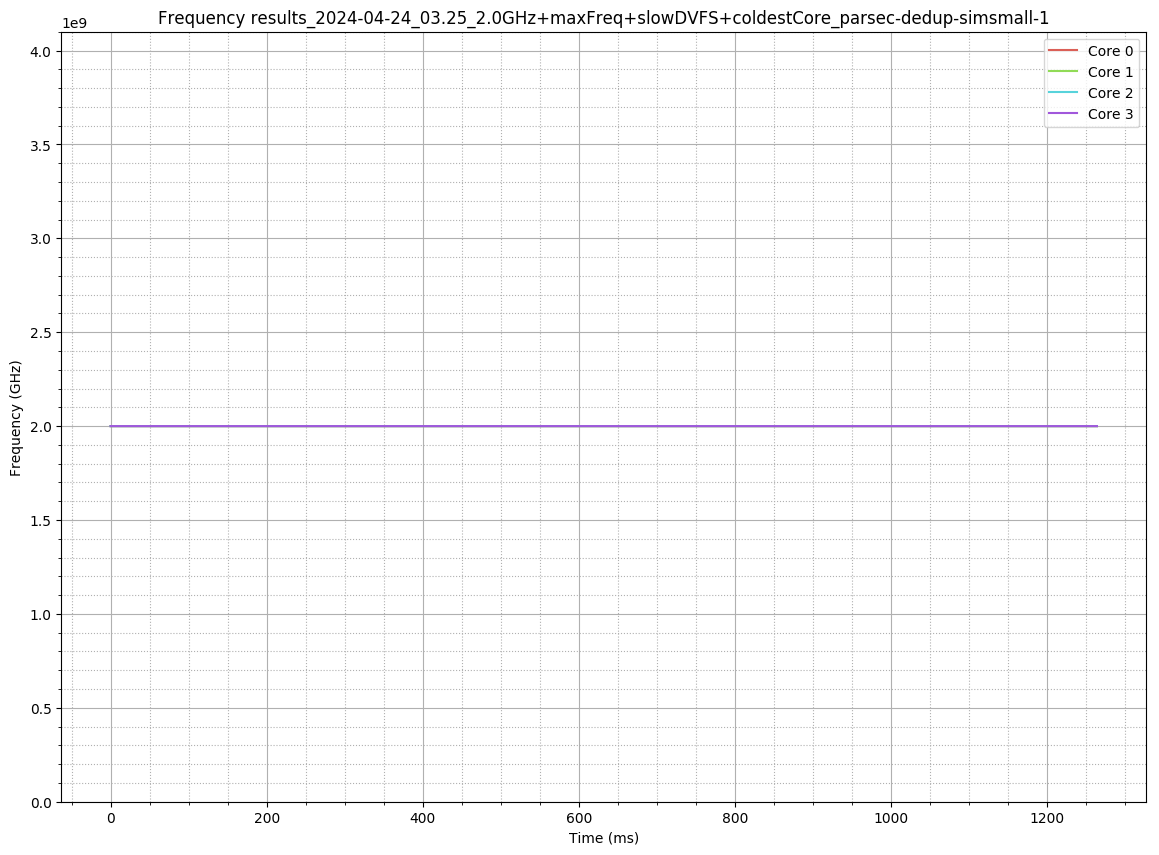 Frequency results_2024-04-24_03.25_2.0GHz+maxFreq+slowDVFS+coldestCore_parsec-dedup-simsmall-1
1e9
Core 0
Core 1
Core 2
Core 3
4.0
3.5
3.0
2.5
2.0
1.5
1.0
0.5
0.0
Frequency (GHz)
0 200 400 600 800 1000 1200
Time (ms)